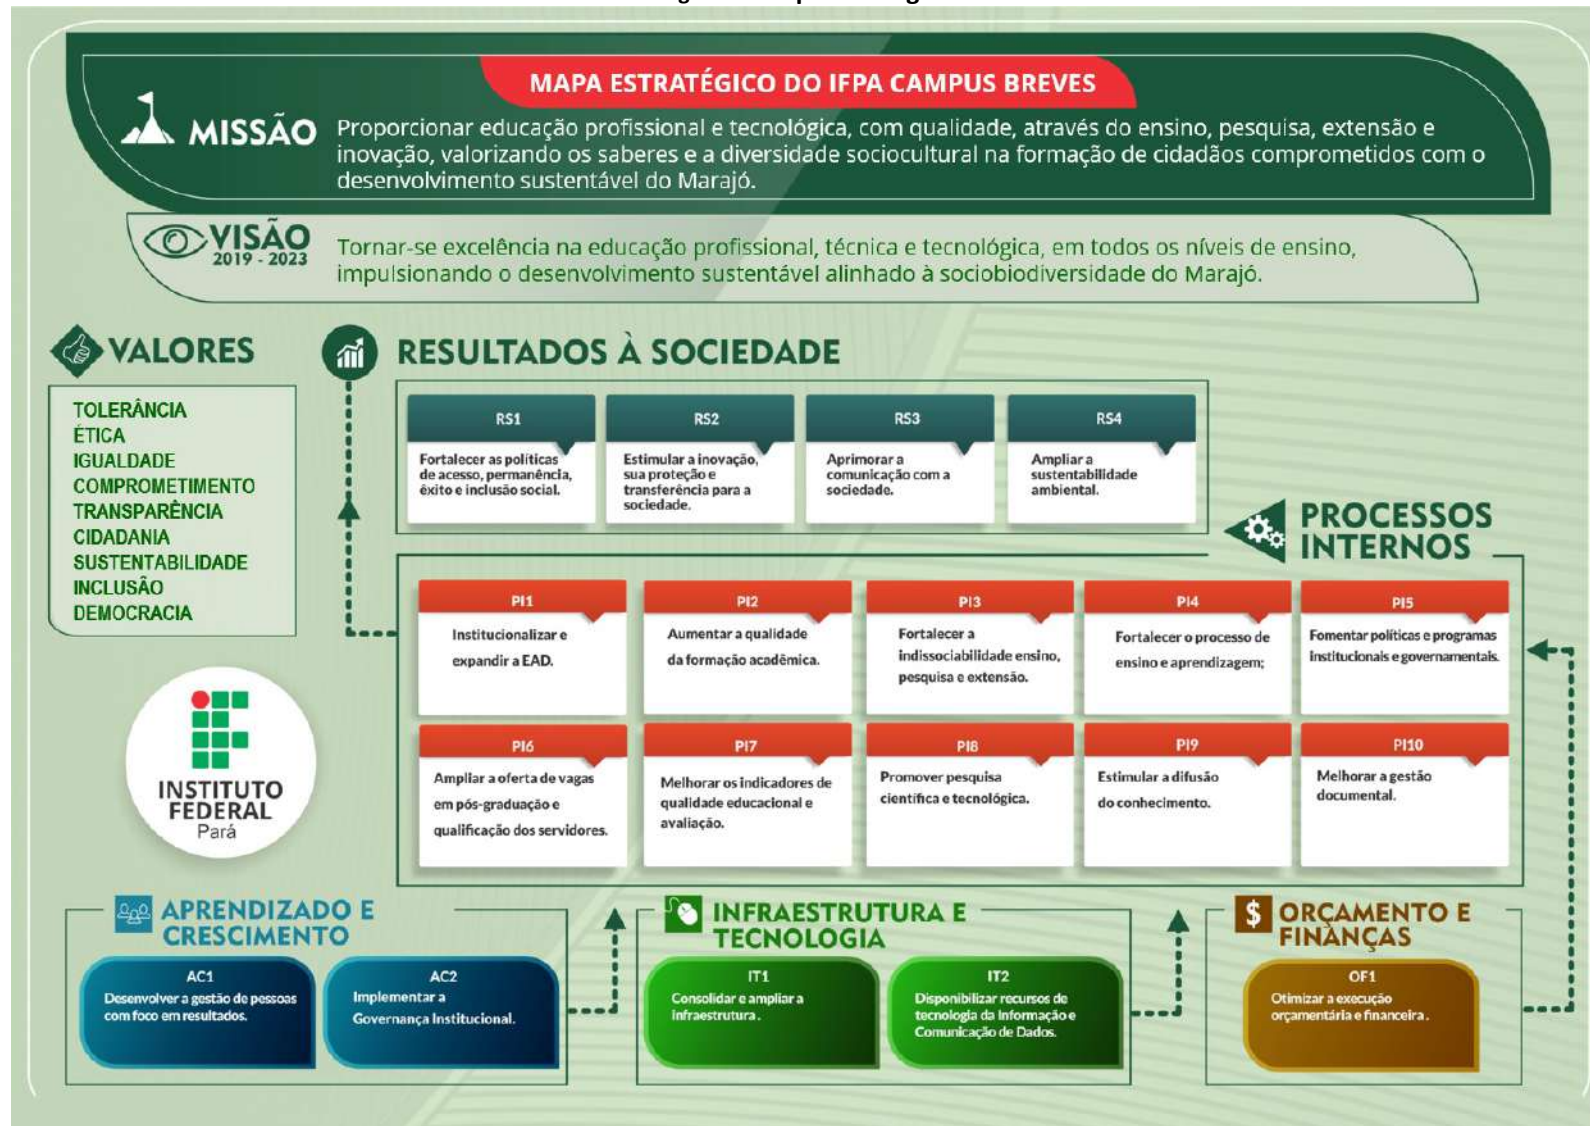 MAPA ESTRATÉGICO DO IFPA CAMPUS BREVES
MISSÃO
Proporcionar educação profissional e tecnológica, com qualidade, através do ensino, pesquisa, extensão e
inovação, valorizando os saberes e a diversidade sociocultural na formação de cidadãos comprometidos com o
desenvolvimento sustentável do Marajó.
VISÃO
2019 - 2023
Tornar-se excelência na educação profissional, técnica e tecnológica, em todos os níveis de ensino,
impulsionando o desenvolvimento sustentável alinhado à sociobiodiversidade do Marajó.
VALORES
TOLERÂNCIA
ÉTICA
IGUALDADE
COMPROMETIMENTO
TRANSPARÊNCIA
CIDADANIA
SUSTENTABILIDADE
INCLUSÃO
DEMOCRACIA
INSTITUTO
FEDERAL
Pará
RESULTADOS À SOCIEDADE
RS1
Fortalecer as políticas
de acesso, permanência,
êxito e inclusão social.
RS2
Estimular a inovação,
sua proteção e
transferência para a
sociedade.
RS3
Aprimorar a
comunicação com a
sociedade.
RS4
Ampliar a
sustentabilidade
ambiental.
PROCESSOS
INTERNOS
PI1
Institucionalizar e
expandir a EAD.
PI2
Aumentar a qualidade
da formação acadêmica.
PI3
Fortalecer a
indissociabilidade ensino,
pesquisa e extensão.
PI4
Fortalecer o processo de
ensino e aprendizagem;
PI5
Fomentar políticas e programas
institucionais e governamentais.
PI6
Ampliar a oferta de vagas
em pós-graduação e
qualificação dos servidores.
PI7
Melhorar os indicadores de
qualidade educacional e
avaliação.
PI8
Promover pesquisa
científica e tecnológica.
PI9
Estimular a difusão
do conhecimento.
PI10
Melhorar a gestão
documental.
APRENDIZADO E
CRESCIMENTO
AC1
Desenvolver a gestão de pessoas
com foco em resultados.
AC2
Implementar a
Governança Institucional.
INFRAESTRUTURA E
TECNOLOGIA
IT1
Consolidar e ampliar a
infraestrutura.
IT2
Disponibilizar recursos de
tecnologia da Informação e
Comunicação de Dados.
$ ORÇAMENTO E
FINANÇAS
OF1
Otimizar a execução
orçamentária e financeira.